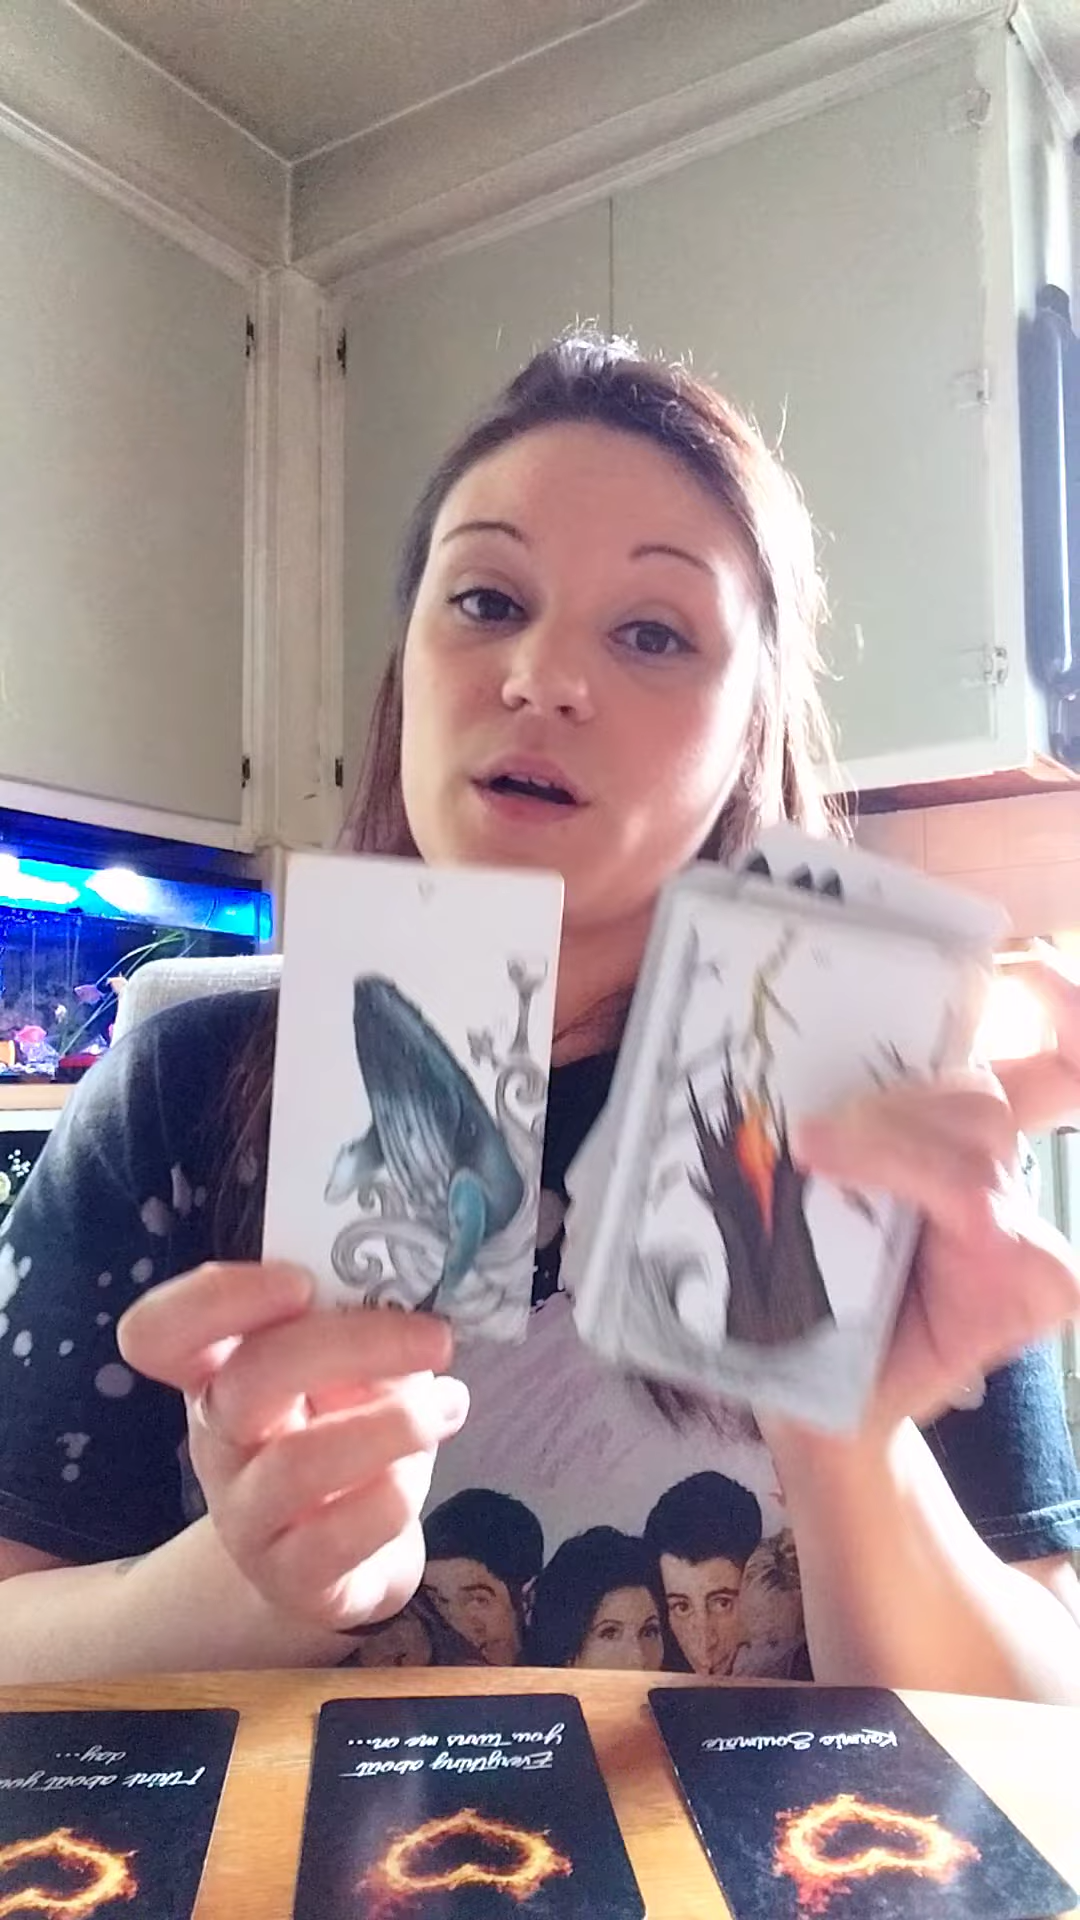 I think about you
day...
Everything about
you turns me on...
Karmic Soulmate